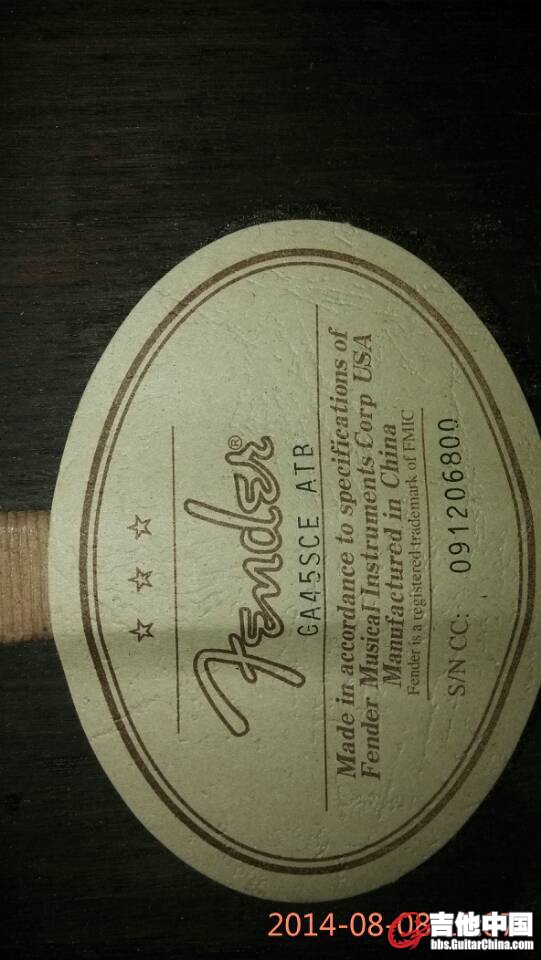 Fender®
GA45SCE ATB
Made in accordance to specifications of
Fender Musical Instruments Corp USA
Manufactured in China
Fender is a registered trademark of FMIC
S/N CC: 091206800
2014-08-08
吉他中国
bbs.GuitarChina.com